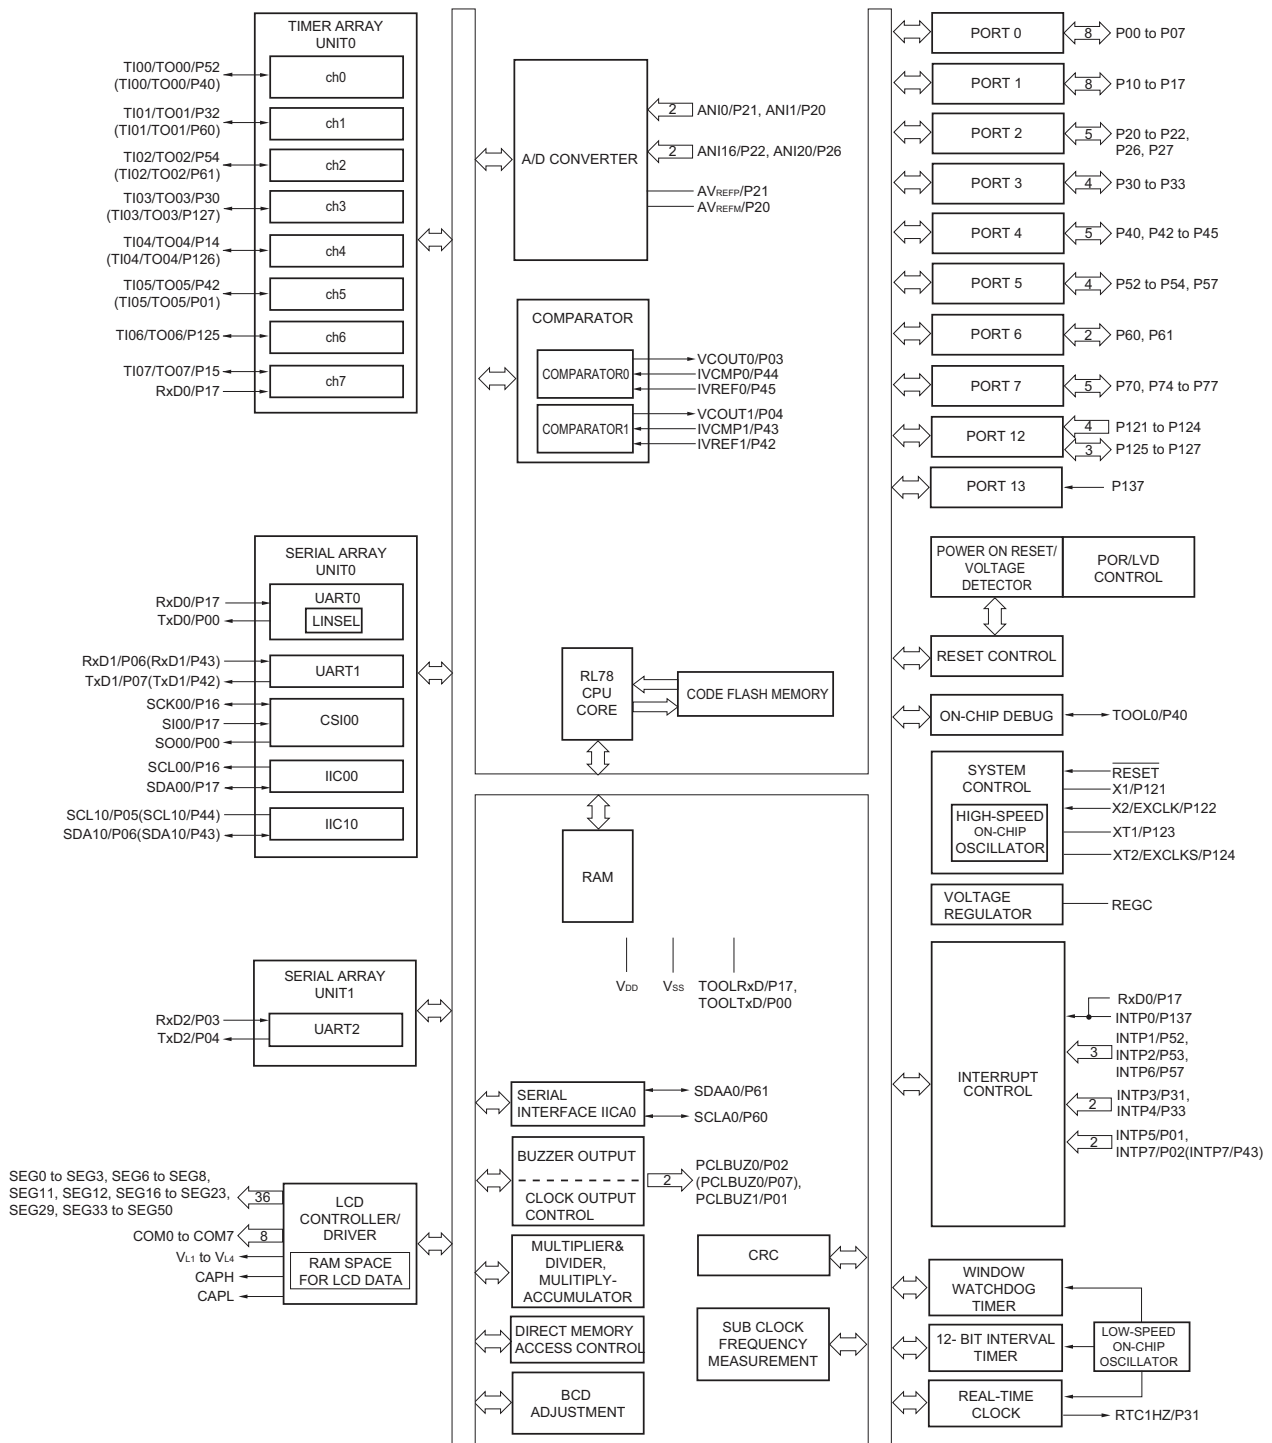 TIMER ARRAY
UNIT0
TI00/TO00/P52
(TI00/TO00/P40)
ch0
TI01/TO01/P32
(TI01/TO01/P60)
ch1
TI02/TO02/P54
(TI02/TO02/P61)
ch2
TI03/TO03/P30
(TI03/TO03/P127)
ch3
TI04/TO04/P14
(TI04/TO04/P126)
ch4
TI05/TO05/P42
(TI05/TO05/P01)
ch5
TI06/TO06/P125
ch6
TI07/TO07/P15
RxD0/P17
ch7
SERIAL ARRAY
UNIT0
UART0
LINSEL
RxD0/P17
TxD0/P00
RxD1/P06(RxD1/P43)
TxD1/P07(TxD1/P42)
UART1
SCK00/P16
SI00/P17
SO00/P00
CSI00
SCL00/P16
SDA00/P17
IIC00
SCL10/P05(SCL10/P44)
SDA10/P06(SDA10/P43)
IIC10
SERIAL ARRAY
UNIT1
RxD2/P03
TxD2/P04
UART2
SEG0 to SEG3, SEG6 to SEG8,
SEG11, SEG12, SEG16 to SEG23,
SEG29, SEG33 to SEG50
36
COM0 to COM7
8
VL1 to VL4
CAPH
CAPL
LCD
CONTROLLER/
DRIVER
RAM SPACE
FOR LCD DATA
A/D CONVERTER
2
ANI0/P21, ANI1/P20
2
ANI16/P22, ANI20/P26
AVREFP/P21
AVREFM/P20
COMPARATOR
COMPARATOR0
VCOUT0/P03
IVCMP0/P44
IVREF0/P45
COMPARATOR1
VCOUT1/P04
IVCMP1/P43
IVREF1/P42
RL78
CPU
CORE
CODE FLASH MEMORY
RAM
VDD
VSS
TOOLRxD/P17,
TOOLTxD/P00
SERIAL
INTERFACE IICA0
SDAA0/P61
SCLA0/P60
BUZZER OUTPUT
CLOCK OUTPUT
CONTROL
2
PCLBUZ0/P02
(PCLBUZ0/P07),
PCLBUZ1/P01
MULTIPLIER&
DIVIDER,
MULITIPLY-
ACCUMULATOR
DIRECT MEMORY
ACCESS CONTROL
BCD
ADJUSTMENT
CRC
SUB CLOCK
FREQUENCY
MEASUREMENT
PORT 0
8
P00 to P07
PORT 1
8
P10 to P17
PORT 2
5
P20 to P22,
P26, P27
PORT 3
4
P30 to P33
PORT 4
5
P40, P42 to P45
PORT 5
4
P52 to P54, P57
PORT 6
2
P60, P61
PORT 7
5
P70, P74 to P77
PORT 12
4
P121 to P124
3
P125 to P127
PORT 13
P137
POWER ON RESET/
VOLTAGE
DETECTOR
POR/LVD
CONTROL
RESET CONTROL
ON-CHIP DEBUG
TOOL0/P40
SYSTEM
CONTROL
HIGH-SPEED
ON-CHIP
OSCILLATOR
RESET
X1/P121
X2/EXCLK/P122
XT1/P123
XT2/EXCLKS/P124
VOLTAGE
REGULATOR
REGC
INTERRUPT
CONTROL
RxD0/P17
INTP0/P137
3
INTP1/P52,
INTP2/P53,
INTP6/P57
2
INTP3/P31,
INTP4/P33
2
INTP5/P01,
INTP7/P02(INTP7/P43)
WINDOW
WATCHDOG
TIMER
12- BIT INTERVAL
TIMER
LOW-SPEED
ON-CHIP
OSCILLATOR
REAL-TIME
CLOCK
RTC1HZ/P31